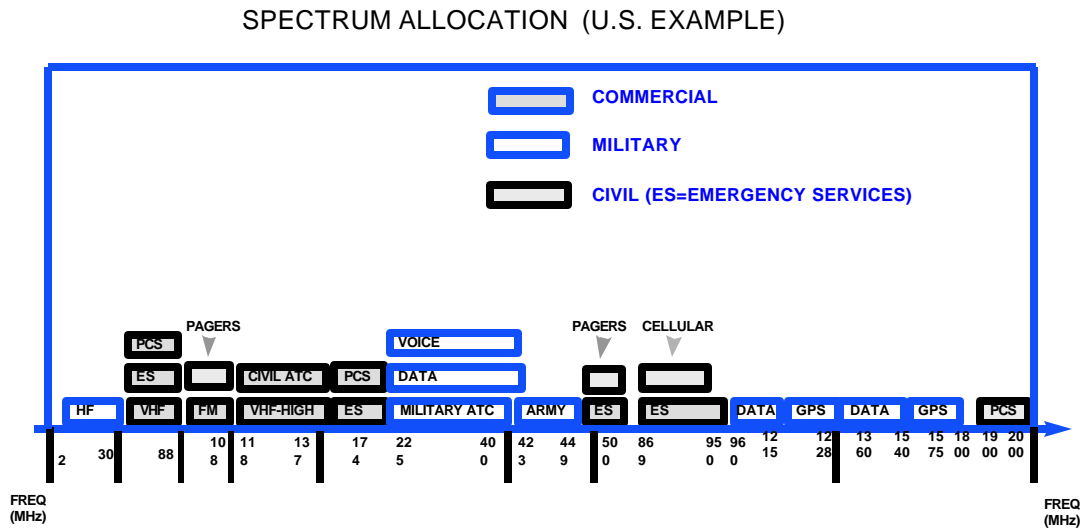 SPECTRUM ALLOCATION (U.S. EXAMPLE)
COMMERCIAL
MILITARY
CIVIL (ES=EMERGENCY SERVICES)
PAGERS
PAGERS
CELLULAR
PCS
VOICE
ES
CIVIL ATC
PCS
DATA
HF
VHF
FM
VHF-HIGH
ES
MILITARY ATC
ARMY
ES
ES
DATA
GPS
DATA
GPS
PCS
2
30
88
10
8
11
8
13
7
17
4
22
5
40
0
42
3
44
9
50
0
86
9
95
0
96
0
12
15
12
28
13
60
15
40
15
75
18
00
19
00
20
00
FREQ
(MHz)
FREQ
(MHz)